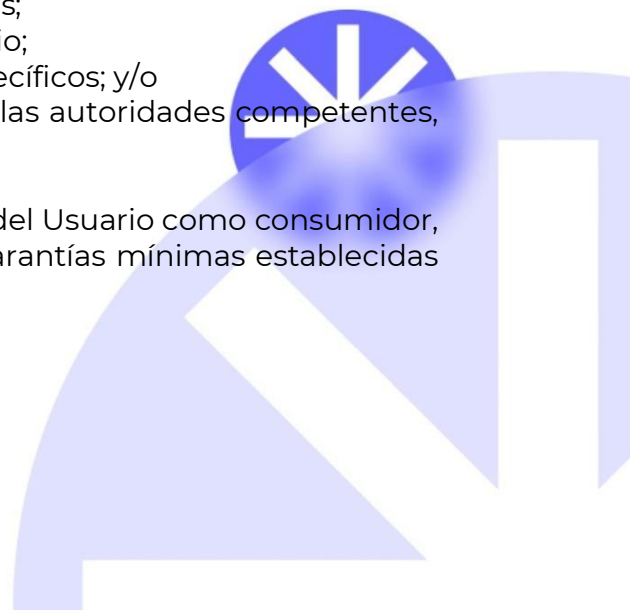 s;
io;
ecíficos; y/o
las autoridades competentes,
del Usuario como consumidor,
arantías mínimas establecidas